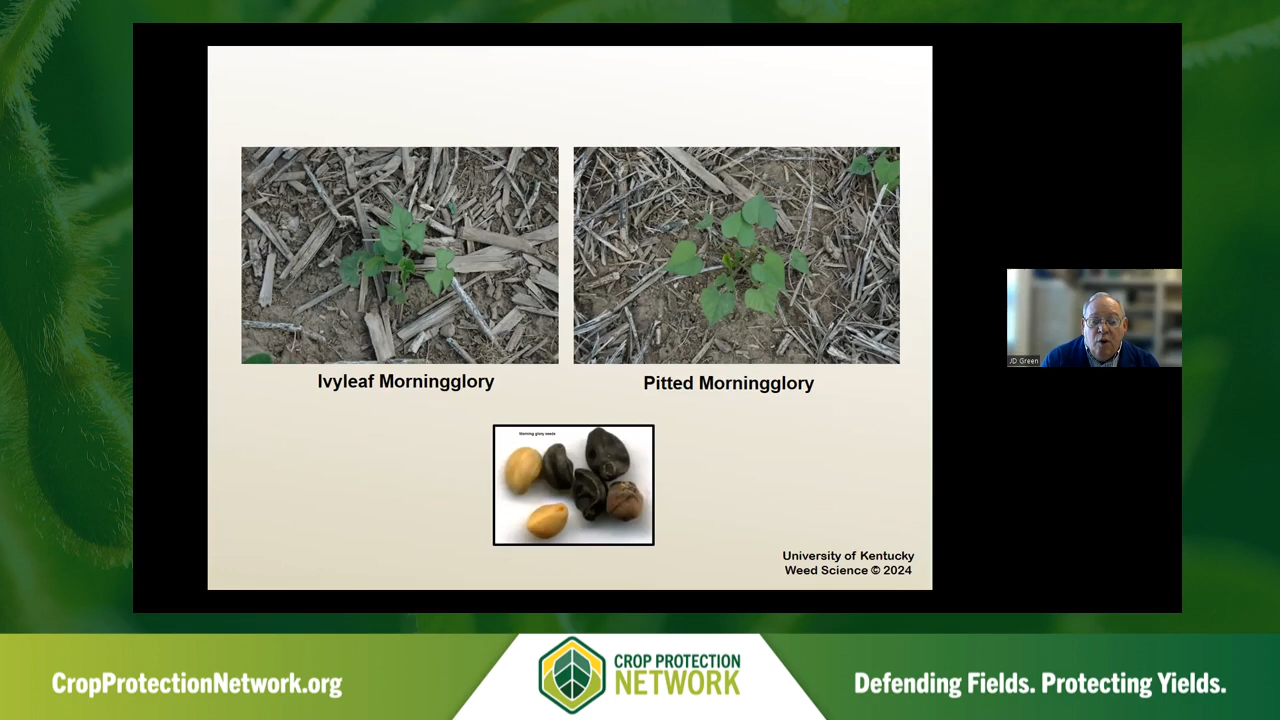 Ivyleaf Morningglory
Pitted Morningglory
Morning glory seeds
University of Kentucky
Weed Science © 2024
JD Green
CropProtectionNetwork.org
CROP PROTECTION
NETWORK
Defending Fields. Protecting Yields.